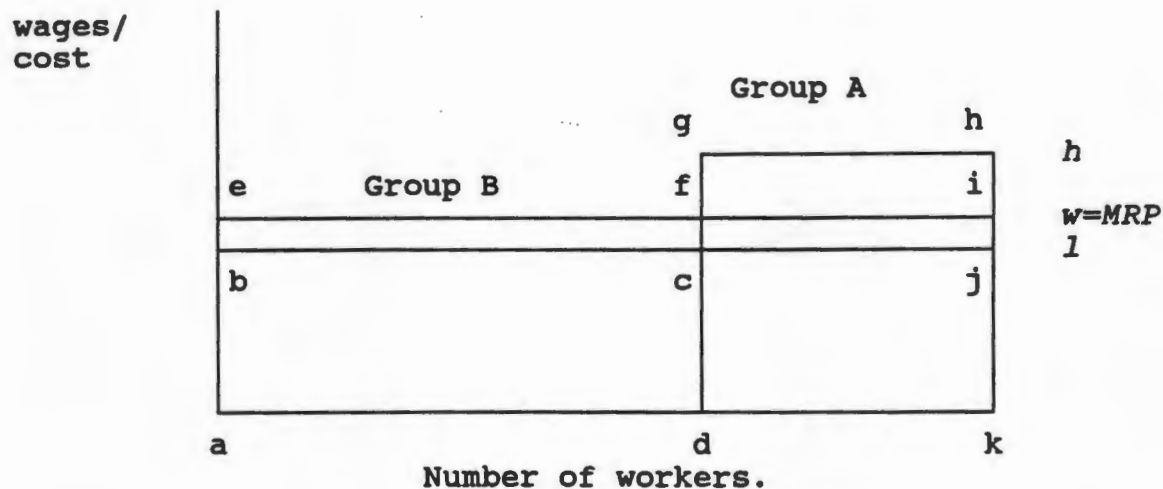 wages/
cost
Group A
g h
h
e Group B f i
w=MRP
l
b c j
a d k
Number of workers.